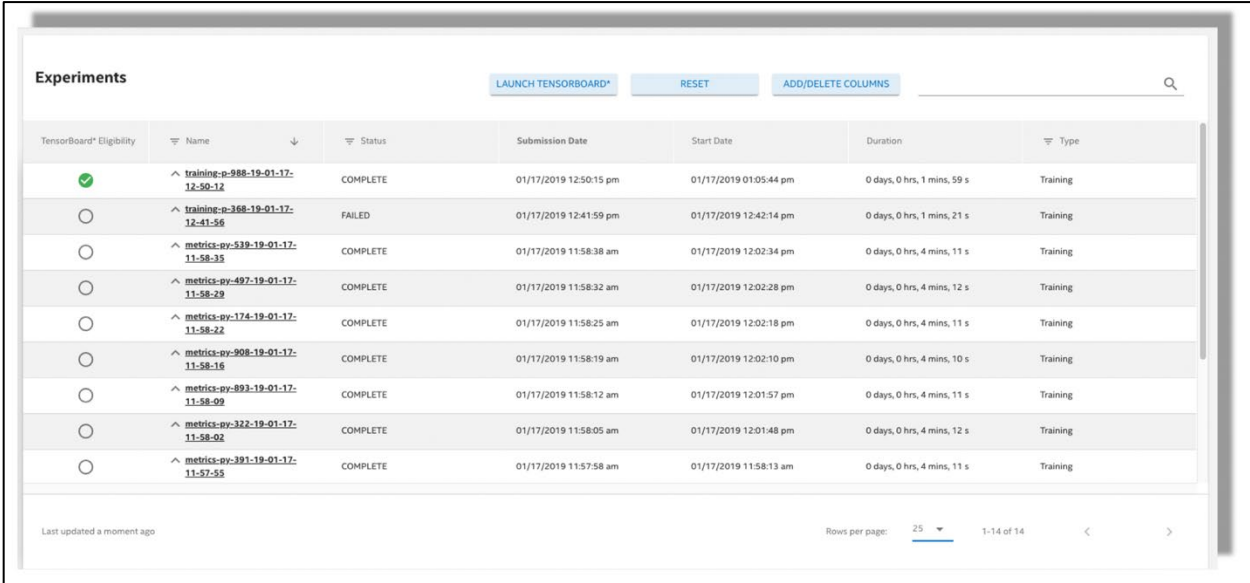 Experiments
LAUNCH TENSORBOARD* RESET ADD/DELETE COLUMNS
TensorBoard* Eligibility Name Status Submission Date Start Date Duration Type
training-p-988-19-01-17-
12-50-12 COMPLETE 01/17/2019 12:50:15 pm 01/17/2019 01:05:44 pm 0 days, 0 hrs, 1 mins, 59 s Training
training-p-368-19-01-17-
12-41-56 FAILED 01/17/2019 12:41:59 pm 01/17/2019 12:42:14 pm 0 days, 0 hrs, 1 mins, 21 s Training
metrics-py-539-19-01-17-
11-58-35 COMPLETE 01/17/2019 11:58:38 am 01/17/2019 12:02:34 pm 0 days, 0 hrs, 4 mins, 11 s Training
metrics-py-497-19-01-17-
11-58-29 COMPLETE 01/17/2019 11:58:32 am 01/17/2019 12:02:28 pm 0 days, 0 hrs, 4 mins, 12 s Training
metrics-py-174-19-01-17-
11-58-22 COMPLETE 01/17/2019 11:58:25 am 01/17/2019 12:02:18 pm 0 days, 0 hrs, 4 mins, 11 s Training
metrics-py-908-19-01-17-
11-58-16 COMPLETE 01/17/2019 11:58:19 am 01/17/2019 12:02:10 pm 0 days, 0 hrs, 4 mins, 10 s Training
metrics-py-893-19-01-17-
11-58-09 COMPLETE 01/17/2019 11:58:12 am 01/17/2019 12:01:57 pm 0 days, 0 hrs, 4 mins, 11 s Training
metrics-py-322-19-01-17-
11-58-02 COMPLETE 01/17/2019 11:58:05 am 01/17/2019 12:01:48 pm 0 days, 0 hrs, 4 mins, 12 s Training
metrics-py-391-19-01-17-
11-57-55 COMPLETE 01/17/2019 11:57:58 am 01/17/2019 11:58:13 am 0 days, 0 hrs, 4 mins, 11 s Training
Last updated a moment ago Rows per page: 25 1-14 of 14